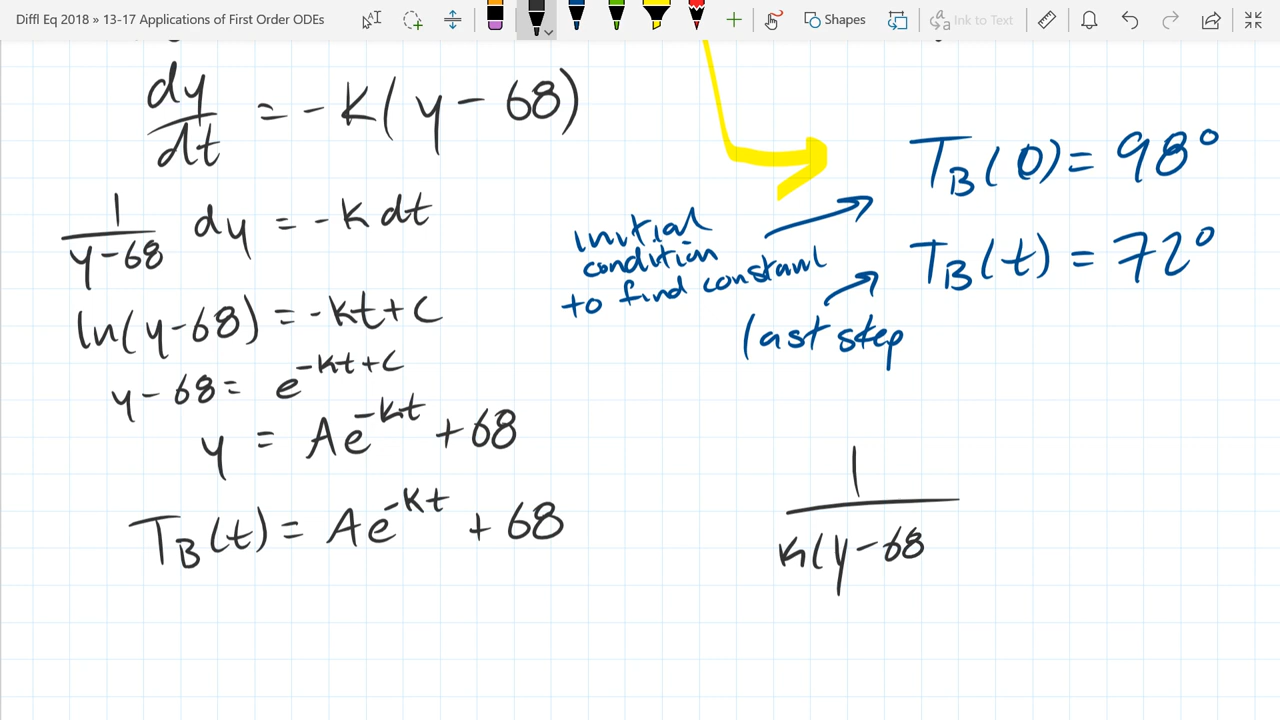 Diffl Eq 2018 » 13-17 Applications of First Order ODEs
Shapes
Ink to Text
dy/dt = -K(y - 68)
1/(y-68) dy = -K dt
ln(y-68) = -Kt + C
y - 68 = e^(-Kt+C)
y = Ae^(-Kt) + 68
T_B(t) = Ae^(-Kt) + 68
T_B(0) = 98°
initial
condition
to find constant
T_B(t) = 72°
last step
1/(K(y-68